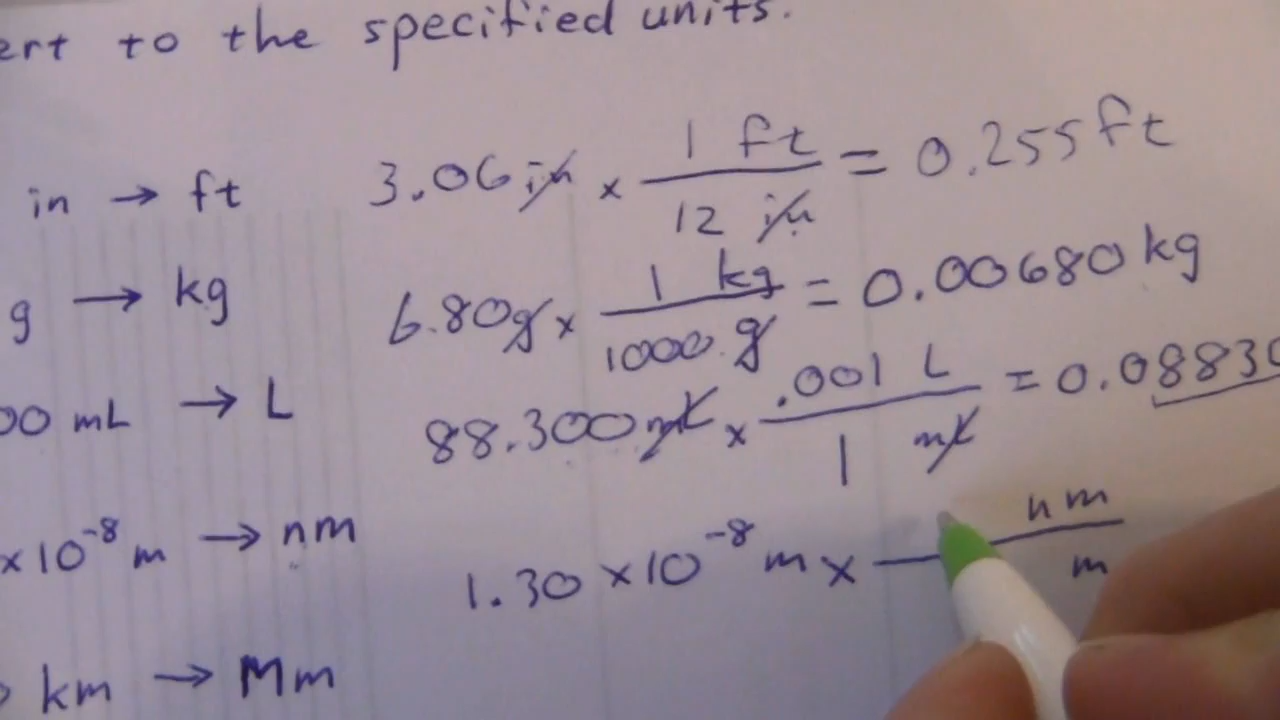 ert to the specified units.
in → ft 3.06 in × 1 ft / 12 in = 0.255 ft
g → kg 6.80 g × 1 kg / 1000 g = 0.00680 kg
00 mL → L 88.300 mL × .001 L / 1 mL = 0.08830
×10⁻⁸ m → nm 1.30 ×10⁻⁸ m × nm / m
km → Mm